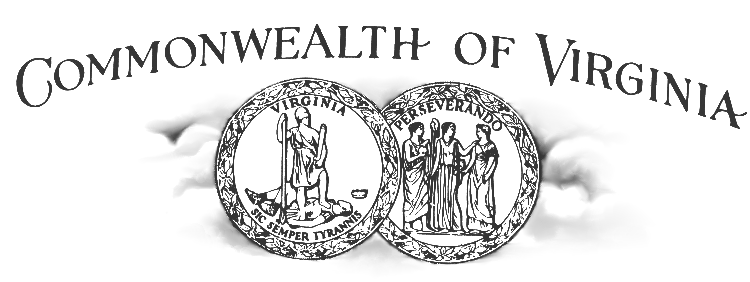 COMMONWEALTH OF VIRGINIA
VIRGINIA
SIC SEMPER TYRANNIS
PERSEVERANDO